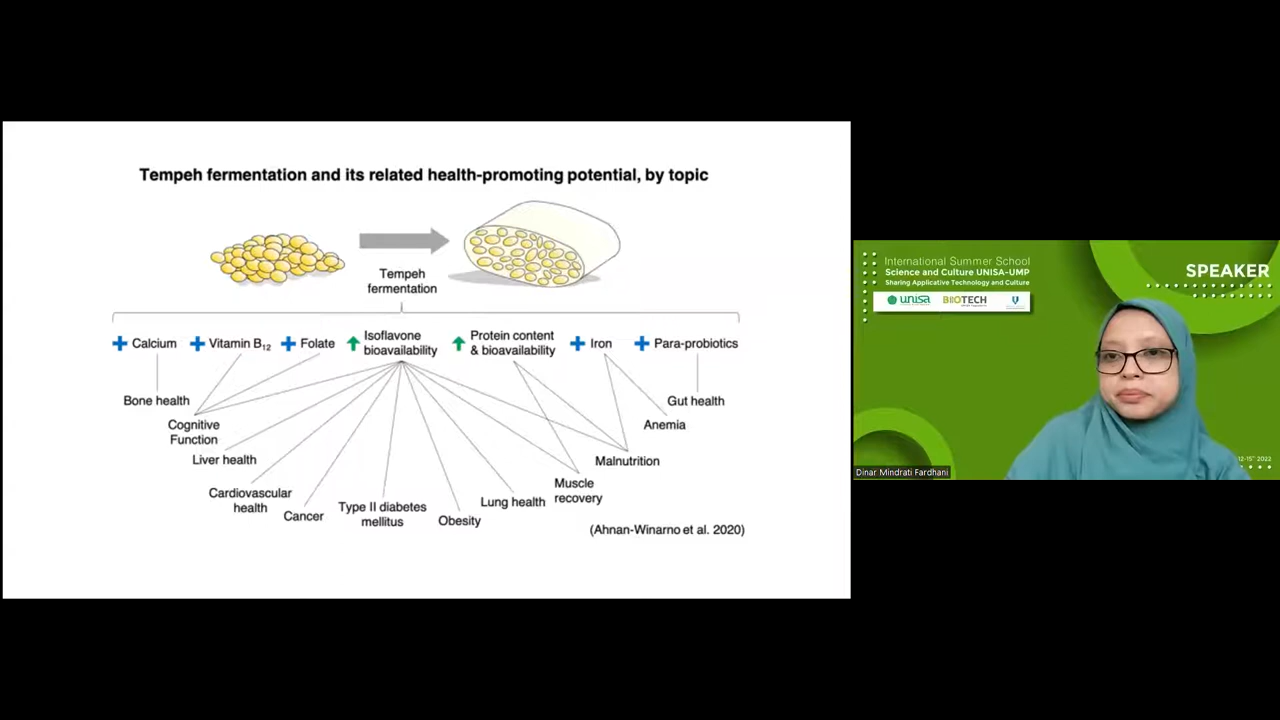 Tempeh fermentation and its related health-promoting potential, by topic
Tempeh
fermentation
Calcium
Vitamin B12
Folate
Isoflavone
bioavailability
Protein content
& bioavailability
Iron
Para-probiotics
Bone health
Cognitive
Function
Liver health
Cardiovascular
health
Cancer
Type II diabetes
mellitus
Obesity
Lung health
Muscle
recovery
Malnutrition
Anemia
Gut health
(Ahnan-Winarno et al. 2020)
International Summer School
Science and Culture UNISA-UMP
Sharing Applicative Technology and Culture
unisa
BIOTECH
SPEAKER
12-15th 2022
Dinar Mindrati Fardhani